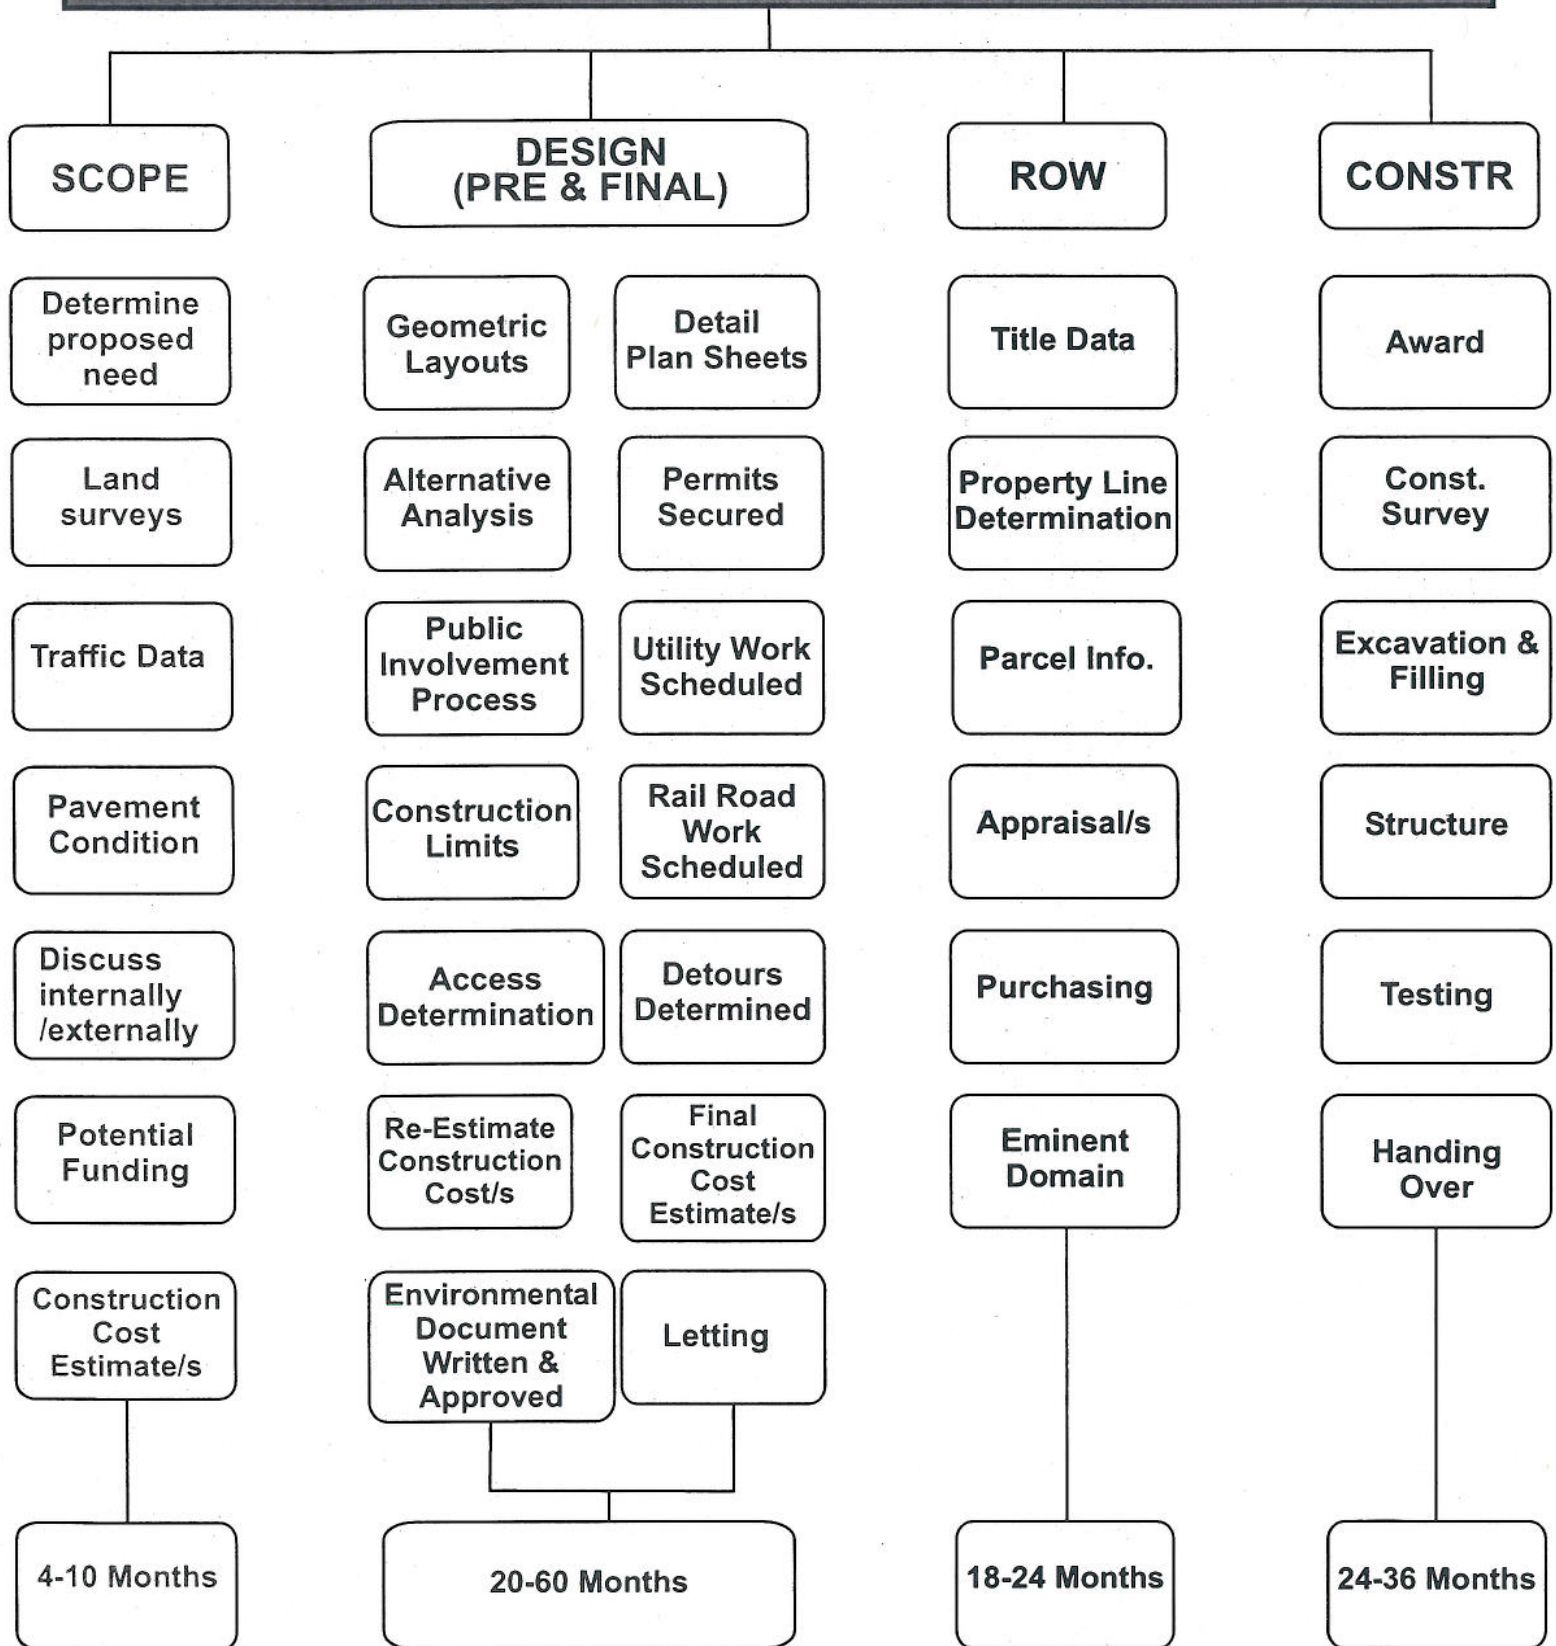 SCOPE
DESIGN
(PRE & FINAL)
ROW
CONSTR
Determine
proposed
need
Geometric
Layouts
Detail
Plan Sheets
Title Data
Award
Land
surveys
Alternative
Analysis
Permits
Secured
Property Line
Determination
Const.
Survey
Traffic Data
Public
Involvement
Process
Utility Work
Scheduled
Parcel Info.
Excavation &
Filling
Pavement
Condition
Construction
Limits
Rail Road
Work
Scheduled
Appraisal/s
Structure
Discuss
internally
/externally
Access
Determination
Detours
Determined
Purchasing
Testing
Potential
Funding
Re-Estimate
Construction
Cost/s
Final
Construction
Cost
Estimate/s
Eminent
Domain
Handing
Over
Construction
Cost
Estimate/s
Environmental
Document
Written &
Approved
Letting
4-10 Months
20-60 Months
18-24 Months
24-36 Months